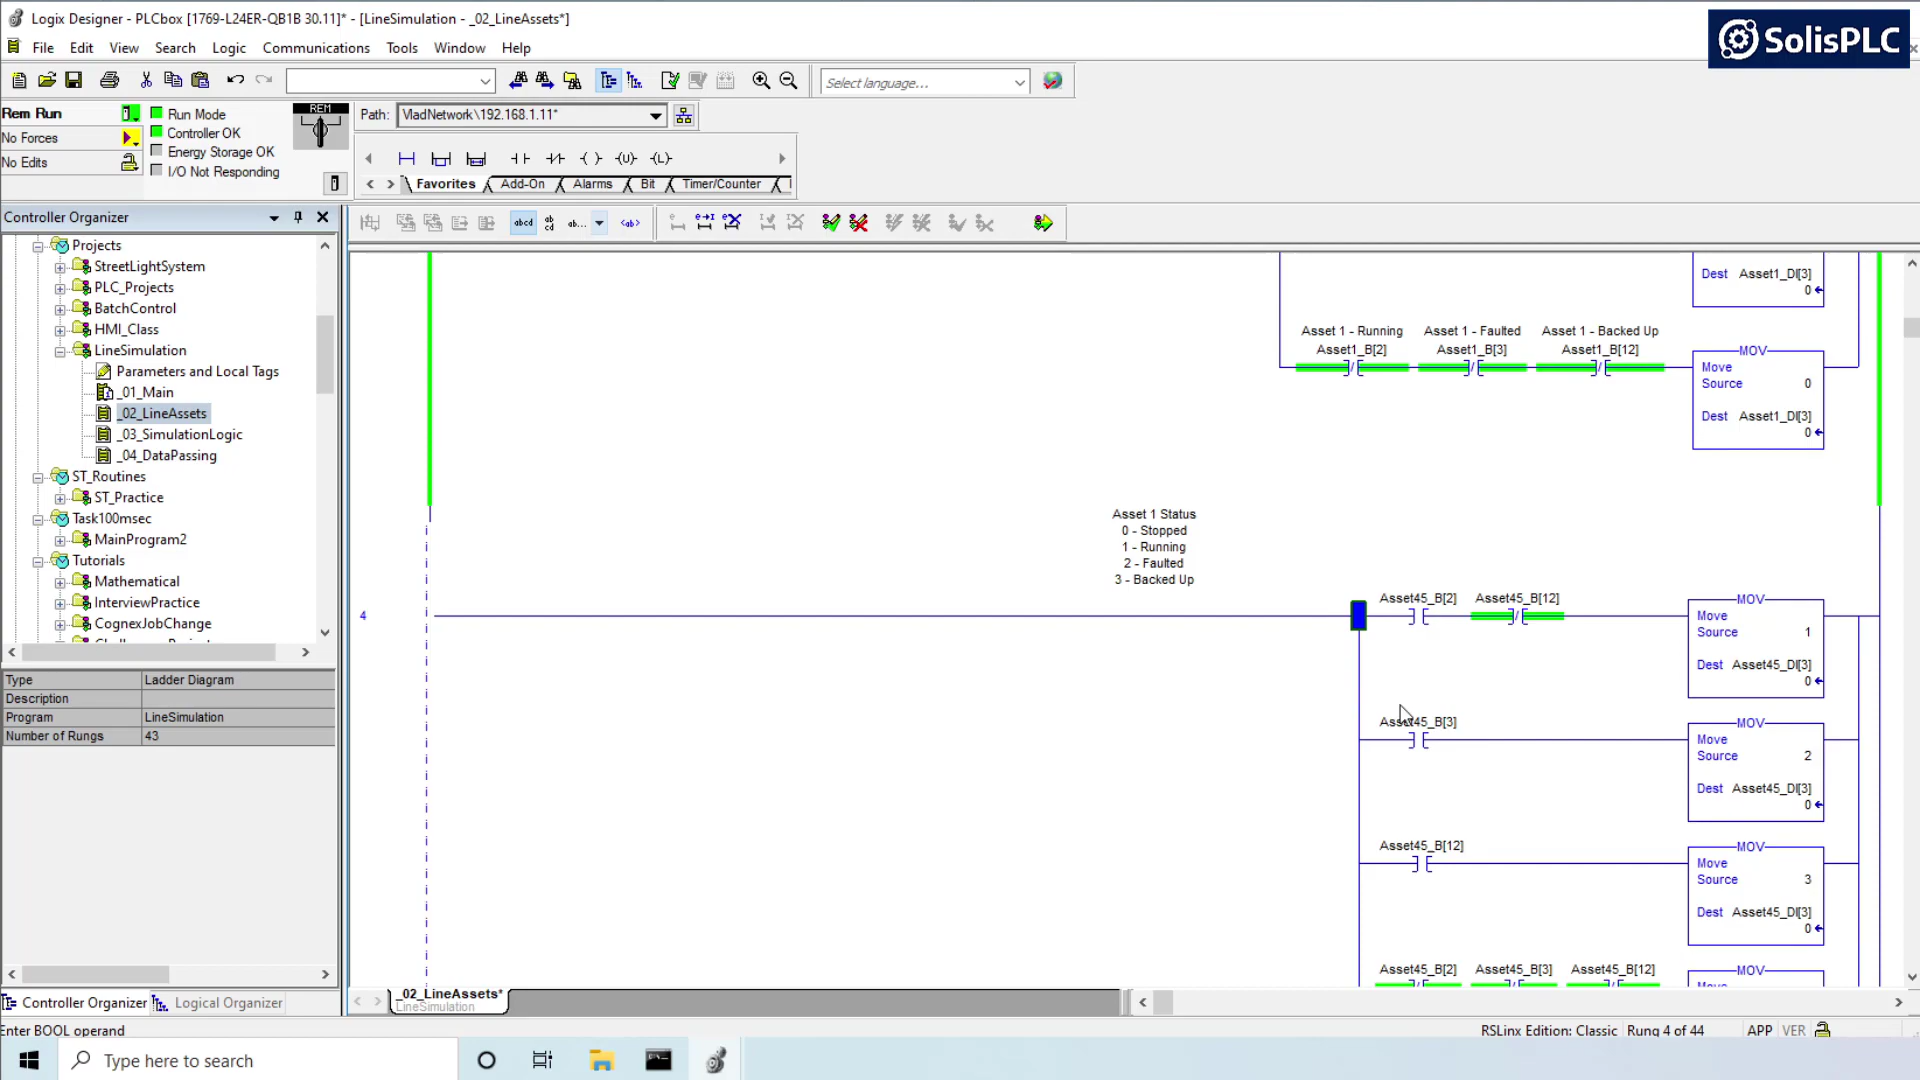 Logix Designer - PLCbox [1769-L24ER-QB1B 30.11]* - [LineSimulation - _02_LineAssets*]
SolisPLC
File Edit View Search Logic Communications Tools Window Help
Select language...
Rem Run
No Forces
No Edits
Run Mode
Controller OK
Energy Storage OK
I/O Not Responding
REM
Path: VladNetwork\192.168.1.11*
Favorites Add-On Alarms Bit Timer/Counter
Controller Organizer
Projects
StreetLightSystem
PLC_Projects
BatchControl
HMI_Class
LineSimulation
Parameters and Local Tags
_01_Main
_02_LineAssets
_03_SimulationLogic
_04_DataPassing
ST_Routines
ST_Practice
Task100msec
MainProgram2
Tutorials
Mathematical
InterviewPractice
CognexJobChange
Type Ladder Diagram
Description
Program LineSimulation
Number of Rungs 43
Controller Organizer Logical Organizer
Dest Asset1_DI[3]
0
Asset 1 - Running Asset 1 - Faulted Asset 1 - Backed Up
Asset1_B[2] Asset1_B[3] Asset1_B[12]
MOV
Move
Source 0
Dest Asset1_DI[3]
0
Asset 1 Status
0 - Stopped
1 - Running
2 - Faulted
3 - Backed Up
4
Asset45_B[2] Asset45_B[12]
MOV
Move
Source 1
Dest Asset45_DI[3]
0
Asset45_B[3]
MOV
Move
Source 2
Dest Asset45_DI[3]
0
Asset45_B[12]
MOV
Move
Source 3
Dest Asset45_DI[3]
0
Asset45_B[2] Asset45_B[3] Asset45_B[12]
MOV
_02_LineAssets*
LineSimulation
Enter BOOL operand
RSLinx Edition: Classic Rung 4 of 44 APP VER
Type here to search